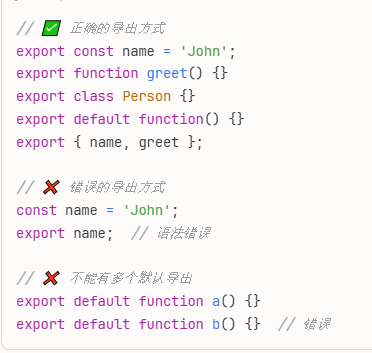 // ✅ 正确的导出方式
export const name = 'John';
export function greet() {}
export class Person {}
export default function() {}
export { name, greet };

// ❌ 错误的导出方式
const name = 'John';
export name;  // 语法错误

// ❌ 不能有多个默认导出
export default function a() {}
export default function b() {}  // 错误